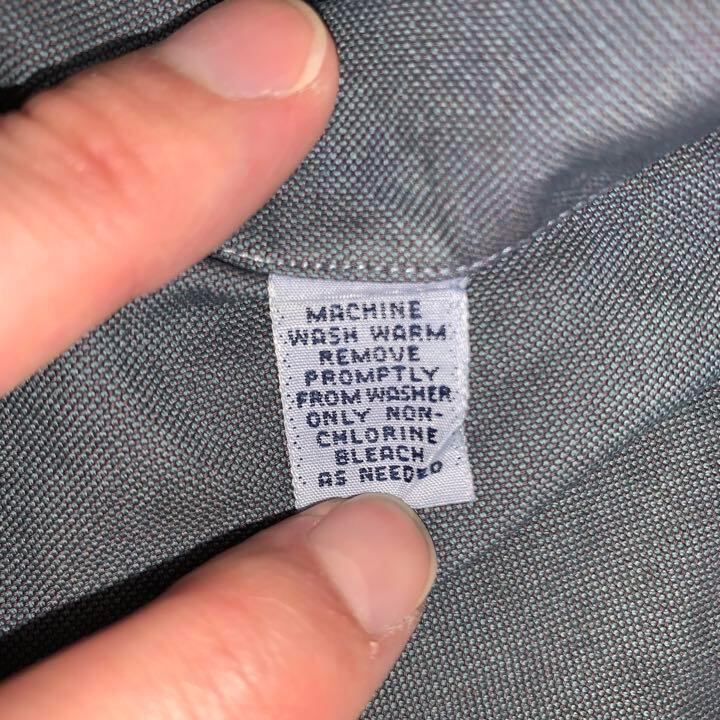 MACHINE
WASH WARM
REMOVE
PROMPTLY
FROM WASHER
ONLY NON-
CHLORINE
BLEACH
AS NEEDED